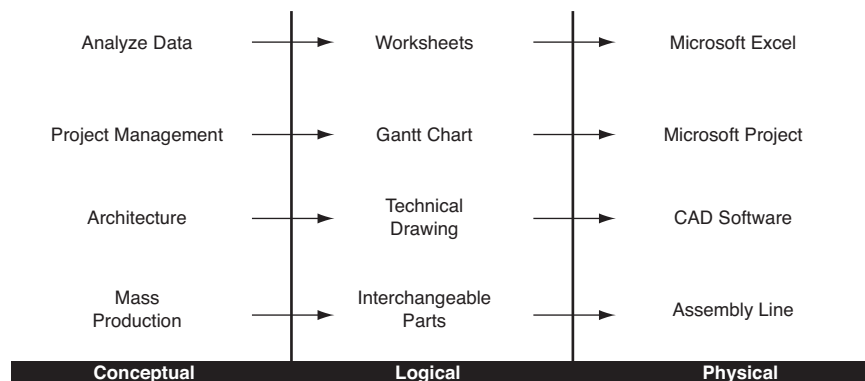 Analyze Data
Worksheets
Microsoft Excel
Project Management
Gantt Chart
Microsoft Project
Architecture
Technical
Drawing
CAD Software
Mass
Production
Interchangeable
Parts
Assembly Line
Conceptual
Logical
Physical